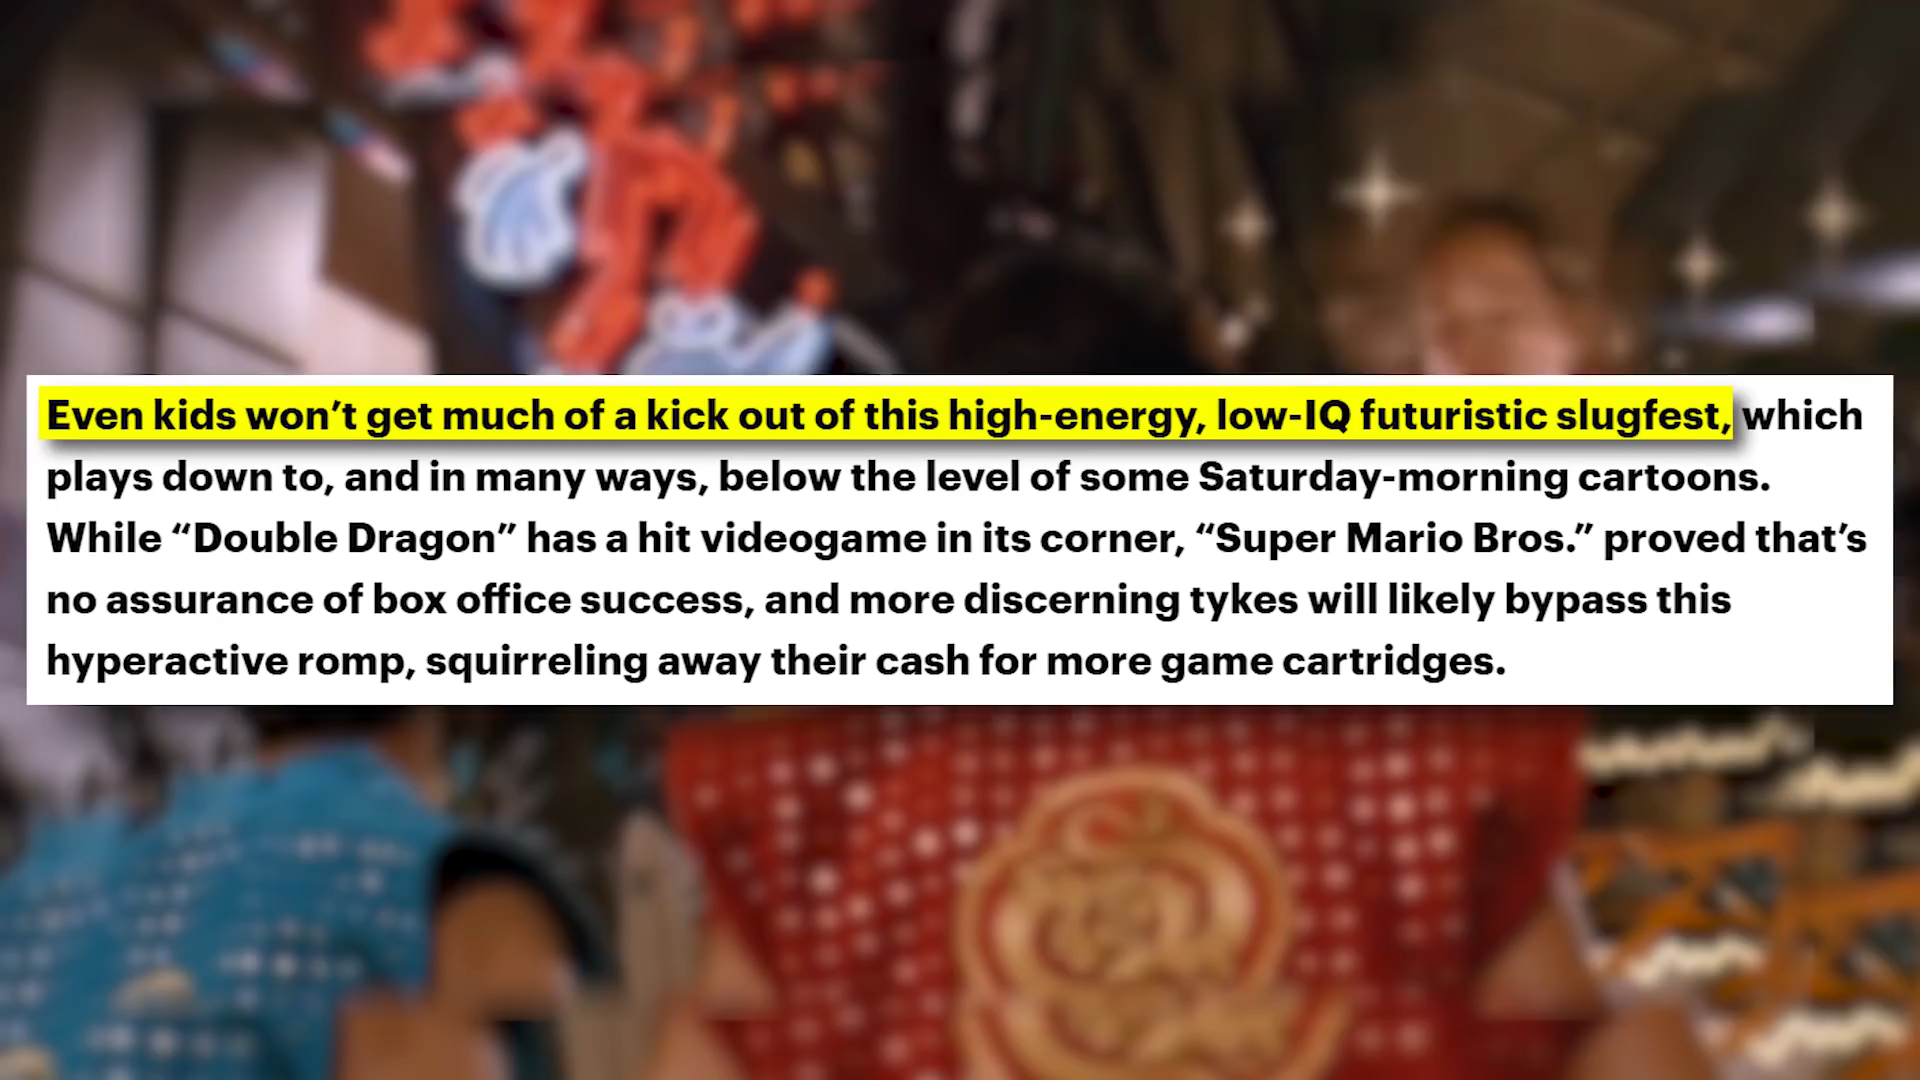 Even kids won’t get much of a kick out of this high-energy, low-IQ futuristic slugfest, which
plays down to, and in many ways, below the level of some Saturday-morning cartoons.
While “Double Dragon” has a hit videogame in its corner, “Super Mario Bros.” proved that’s
no assurance of box office success, and more discerning tykes will likely bypass this
hyperactive romp, squirreling away their cash for more game cartridges.